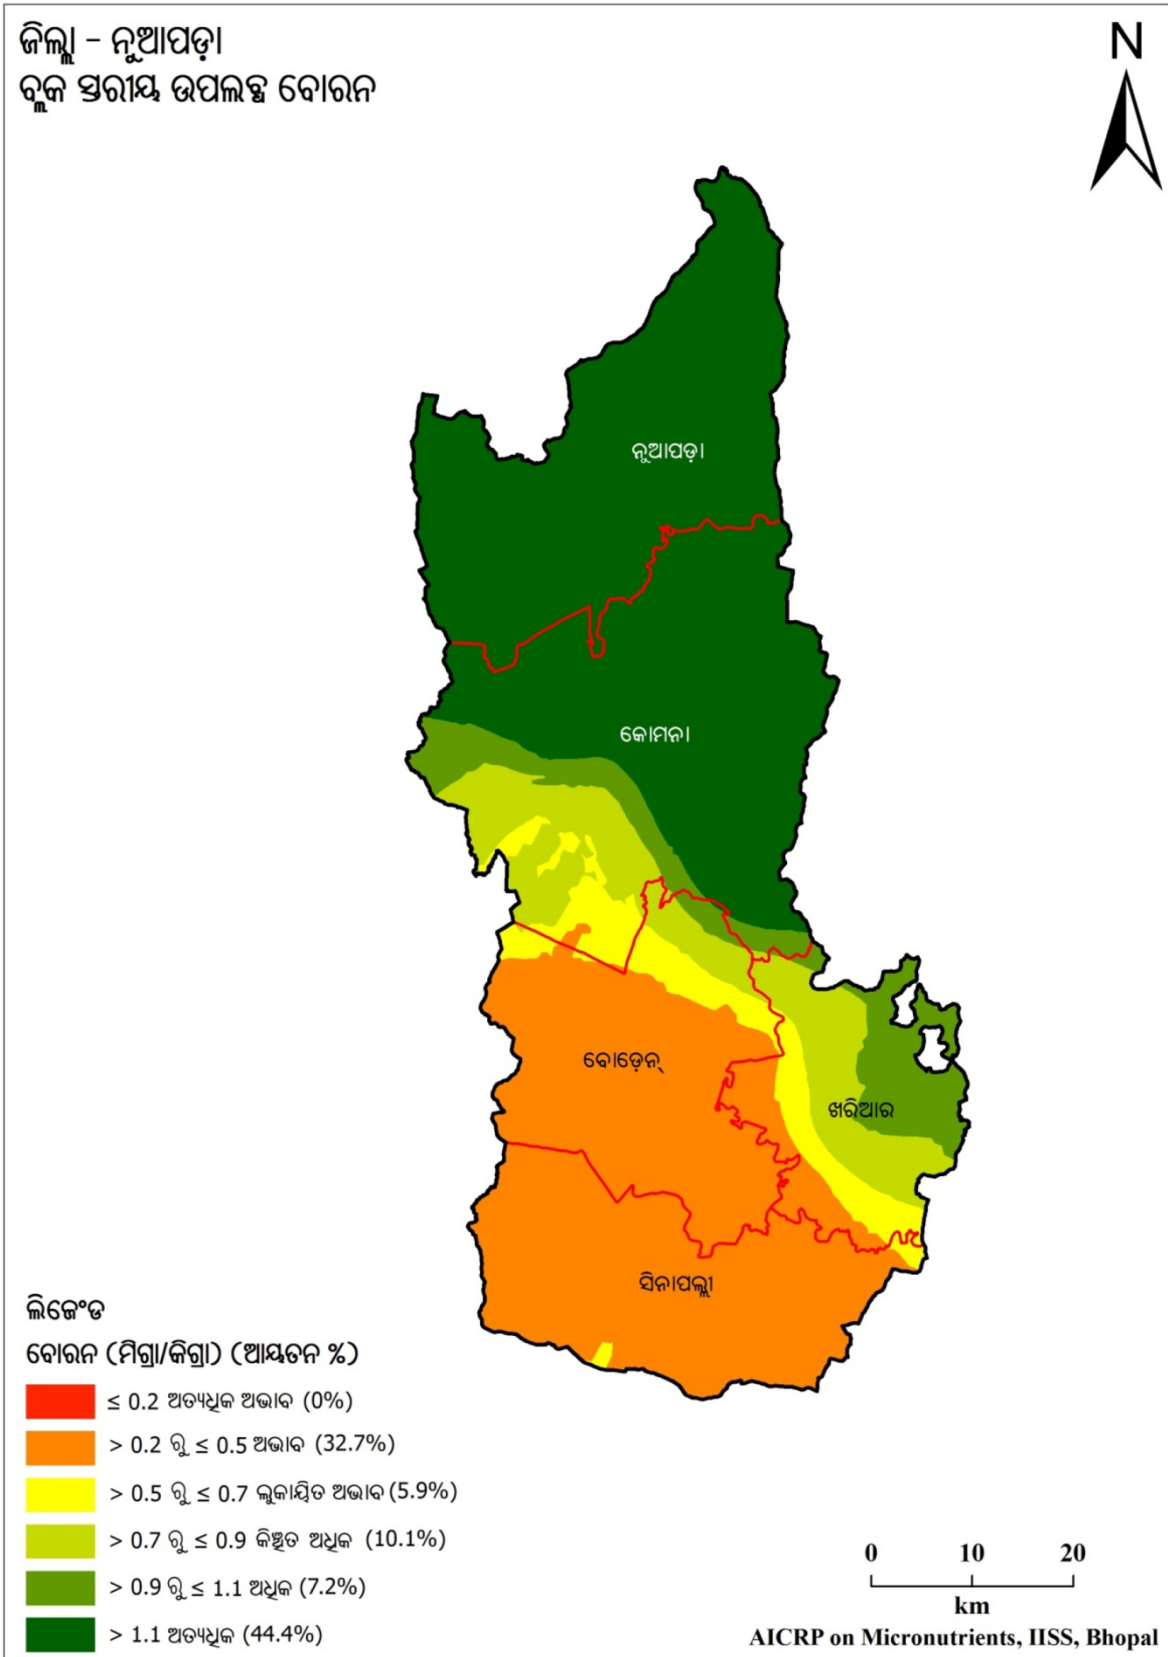 ଜିଲ୍ଲା - ନୁଆପଡ଼ା
ବ୍ଲକ ସ୍ତରୀୟ ଉପଲବ୍ଧ ବୋରନ
N
ନୁଆପଡ଼ା
କୋମନା
ବୋଡ଼େନ୍
ଖରିଆର
ସିନାପଲ୍ଲୀ
ଲିଜେଂଡ
ବୋରନ (ମିଗ୍ରା/କିଗ୍ରା) (ଆୟତନ %)
≤ 0.2 ଅତ୍ୟଧିକ ଅଭାବ (0%)
> 0.2 ରୁ ≤ 0.5 ଅଭାବ (32.7%)
> 0.5 ରୁ ≤ 0.7 ଲୁକାୟିତ ଅଭାବ (5.9%)
> 0.7 ରୁ ≤ 0.9 କିଞ୍ଚିତ ଅଧିକ (10.1%)
> 0.9 ରୁ ≤ 1.1 ଅଧିକ (7.2%)
> 1.1 ଅତ୍ୟଧିକ (44.4%)
0 10 20
km
AICRP on Micronutrients, IISS, Bhopal